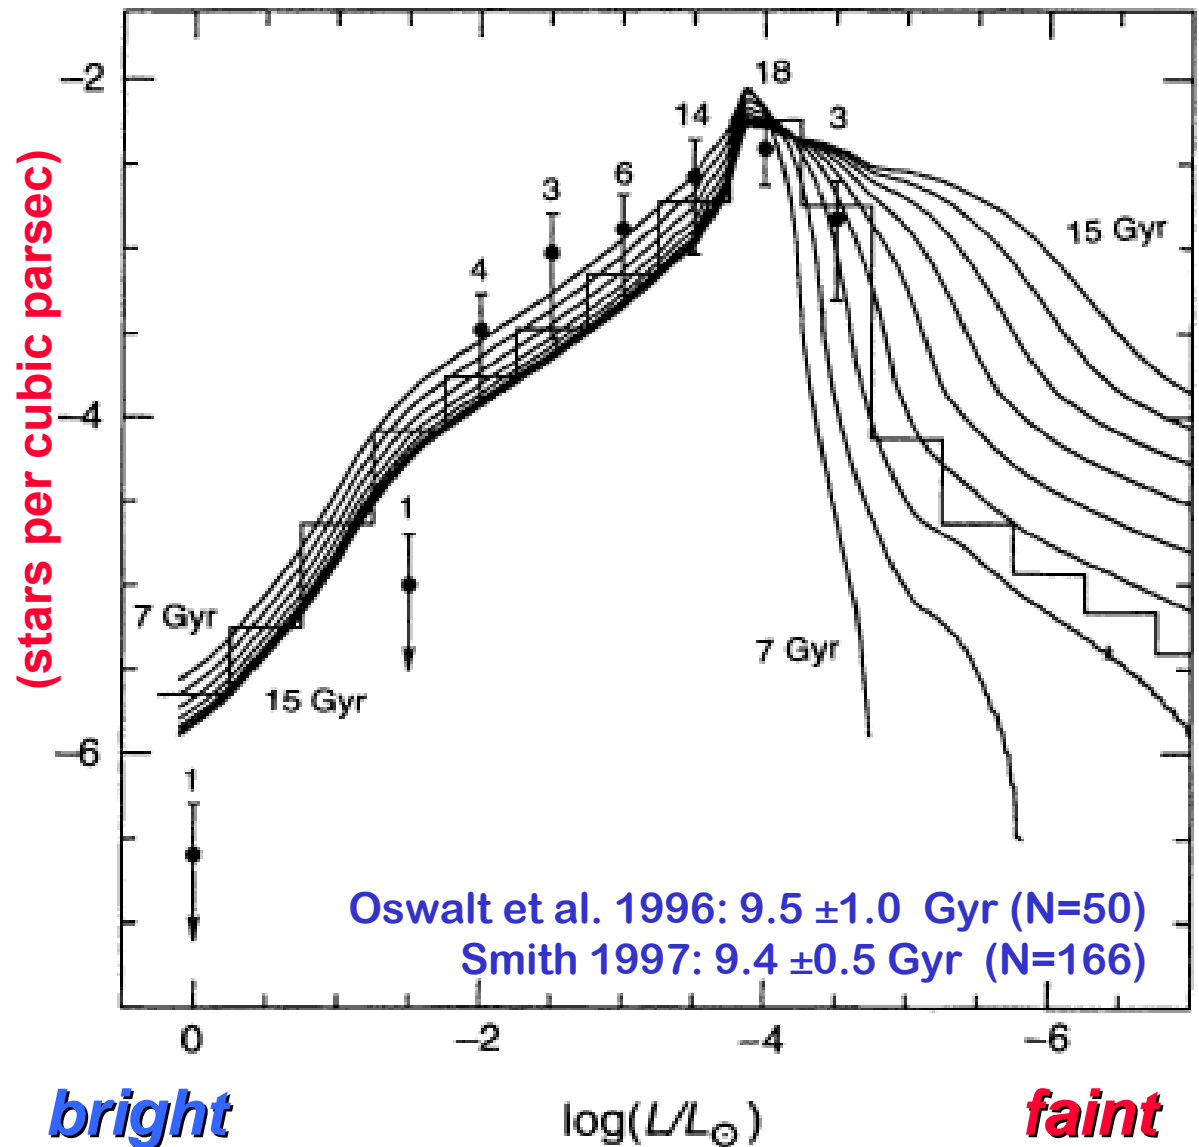 18
−2
14
3
3
6
4
15 Gyr
−4
1
7 Gyr
7 Gyr
15 Gyr
−6
1
(stars per cubic parsec)
Oswalt et al. 1996: 9.5 ±1.0 Gyr (N=50)
Smith 1997: 9.4 ±0.5 Gyr (N=166)
0
−2
−4
−6
bright
log(L/L☉)
faint